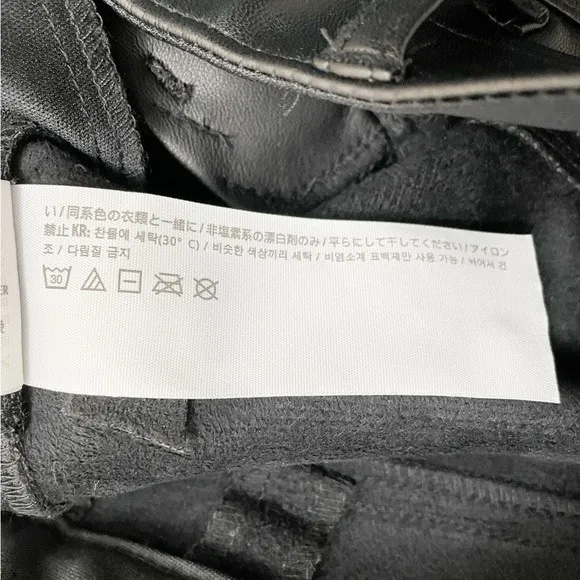 い/同系色の衣類と一緒に/非塩素系の漂白剤のみ/平らにして干してください/アイロン
禁止 KR: 찬물에 세탁(30° C) / 비슷한 색상끼리 세탁 / 비염소계 표백제만 사용 가능 / 뉘어서 건
조 / 다림질 금지
30
ER